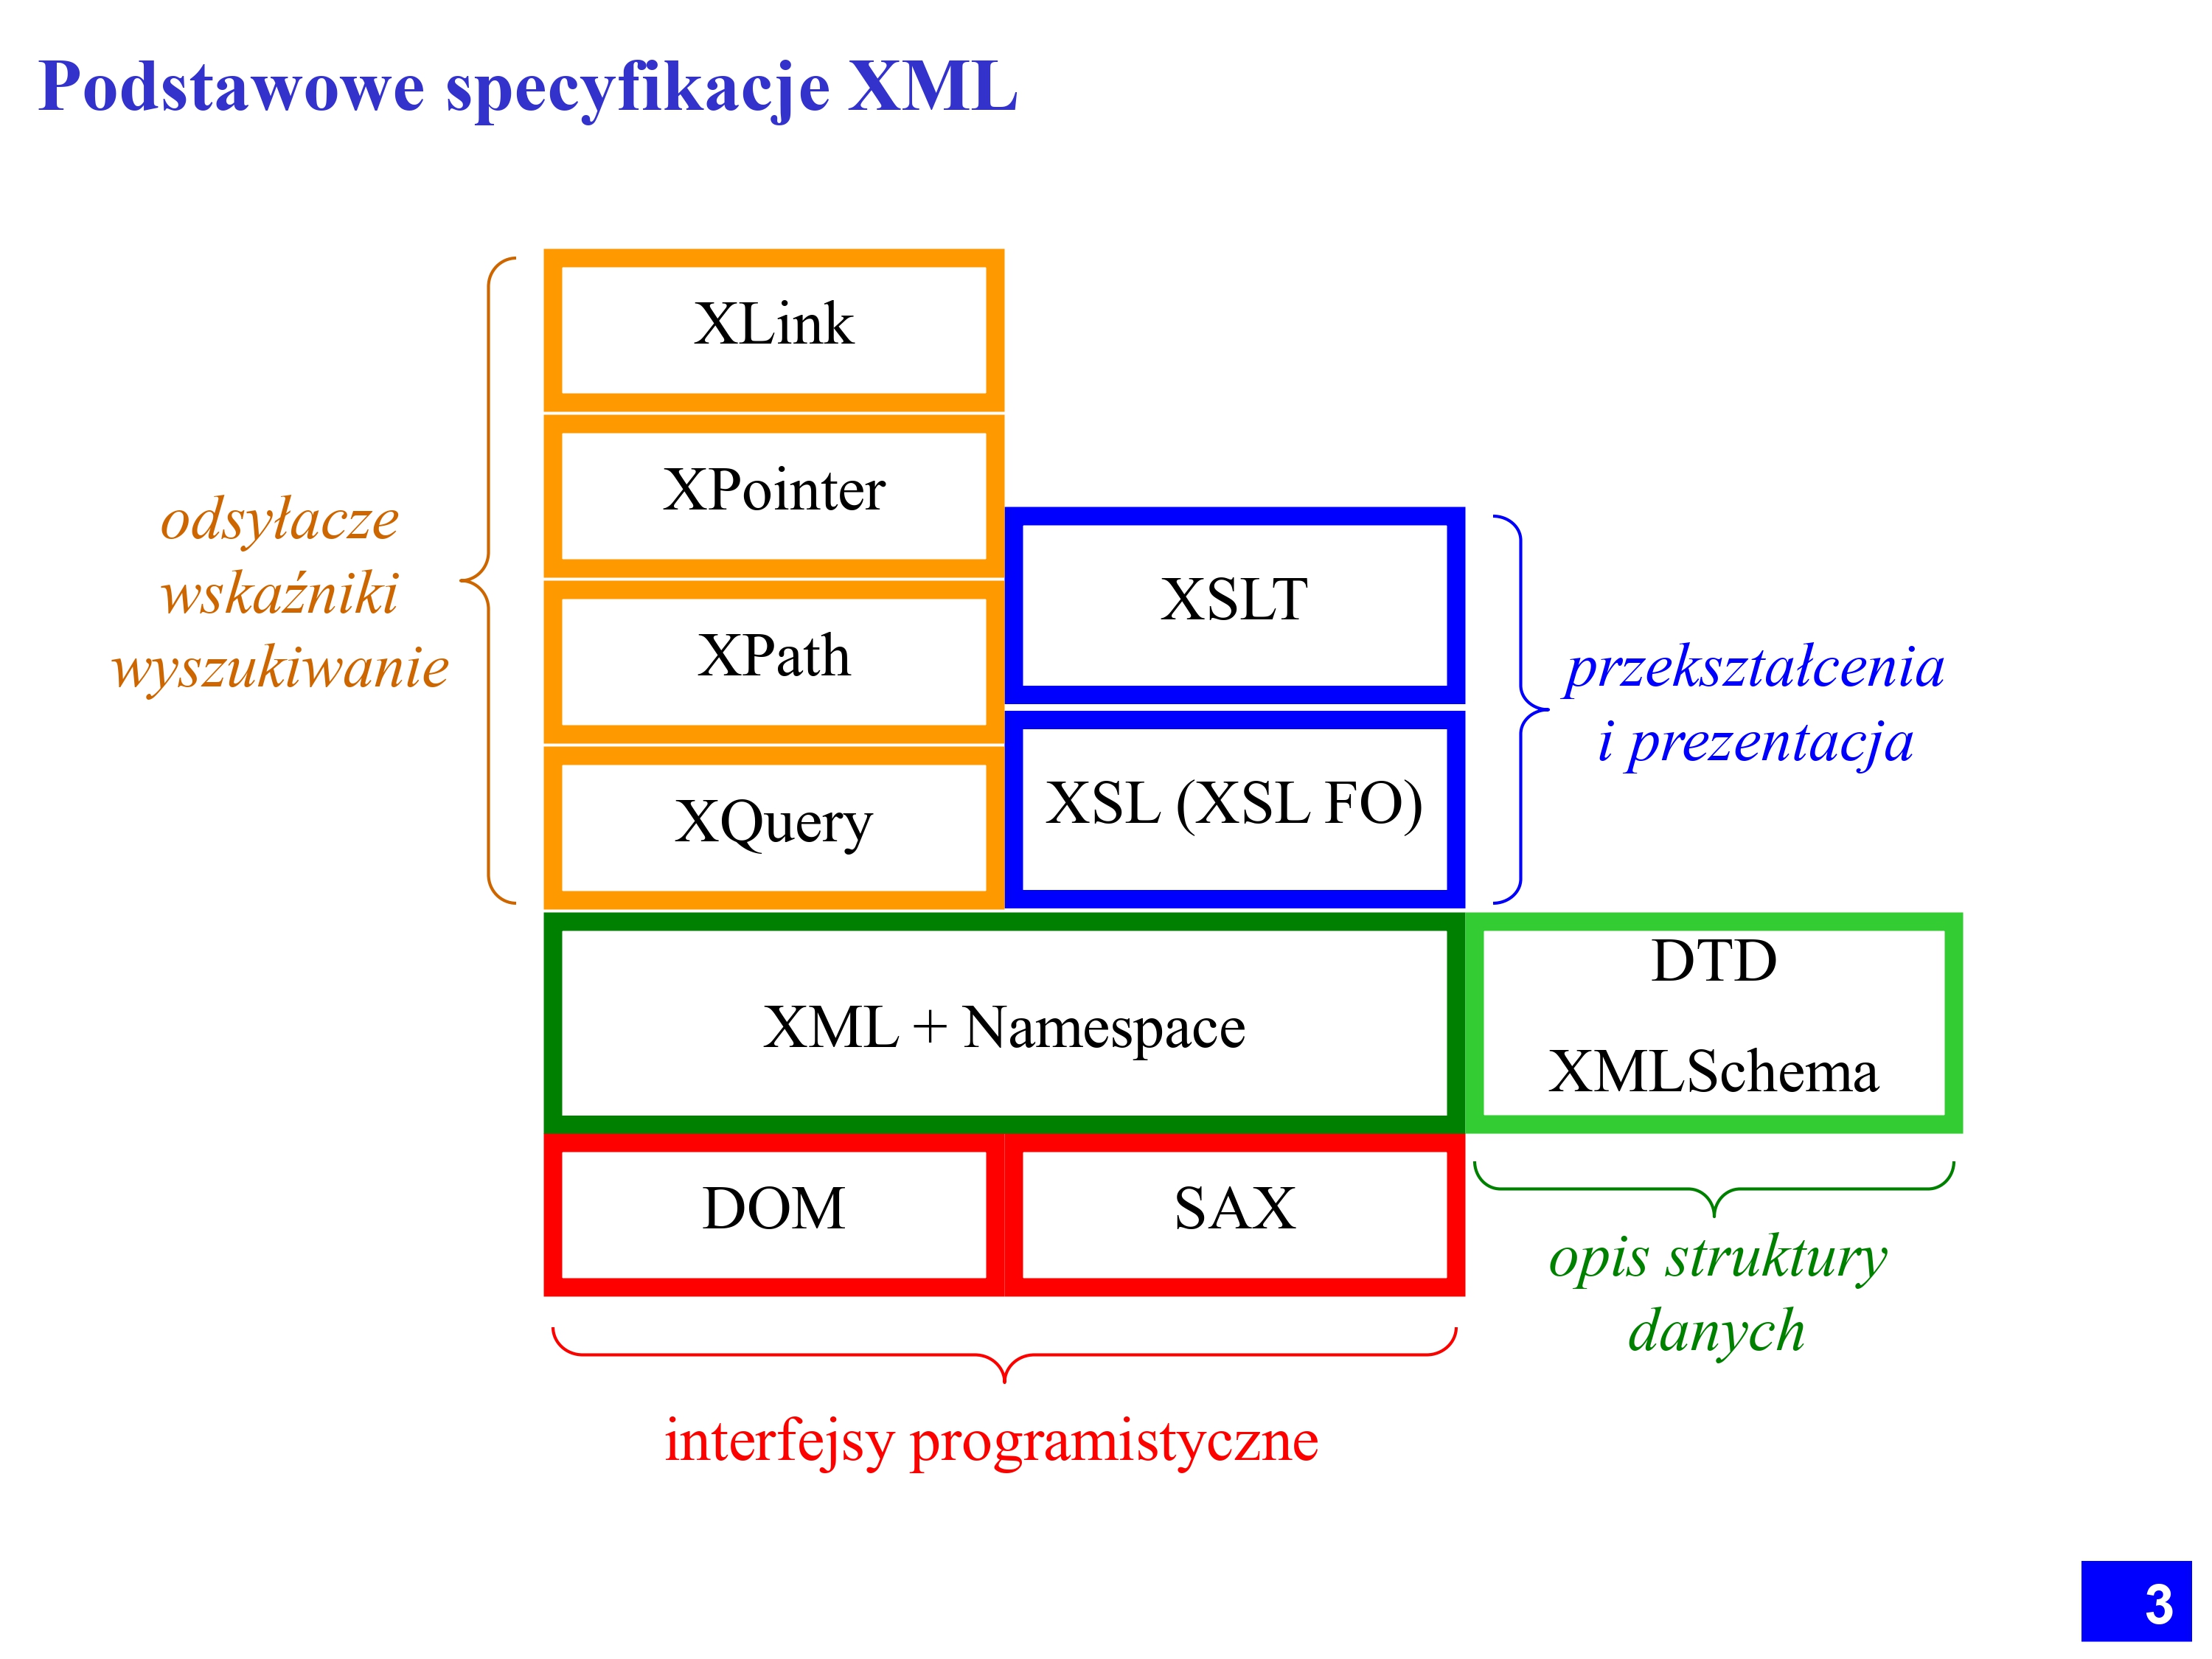 Podstawowe specyfikacje XML
XLink
XPointer
XPath
XQuery
odsyłacze
wskaźniki
wyszukiwanie
XSLT
XSL (XSL FO)
przekształcenia
i prezentacja
XML + Namespace
DTD
XMLSchema
DOM
SAX
opis struktury
danych
interfejsy programistyczne
3